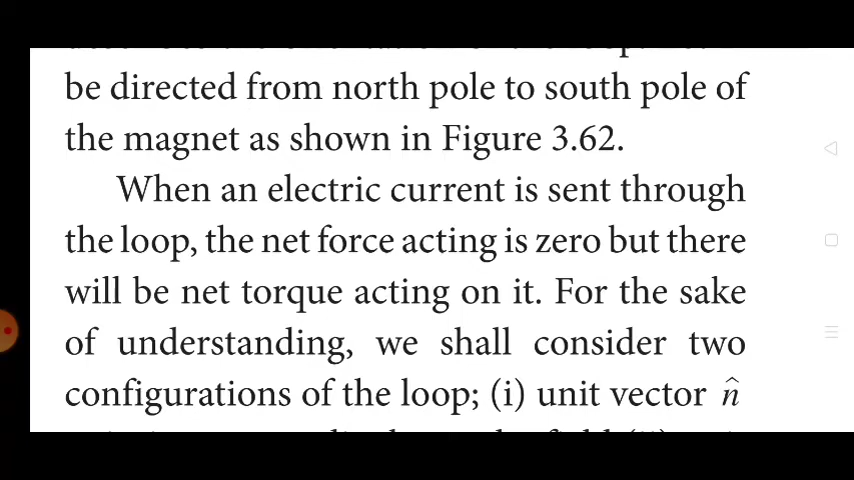 be directed from north pole to south pole of
the magnet as shown in Figure 3.62.
When an electric current is sent through
the loop, the net force acting is zero but there
will be net torque acting on it. For the sake
of understanding, we shall consider two
configurations of the loop; (i) unit vector n̂